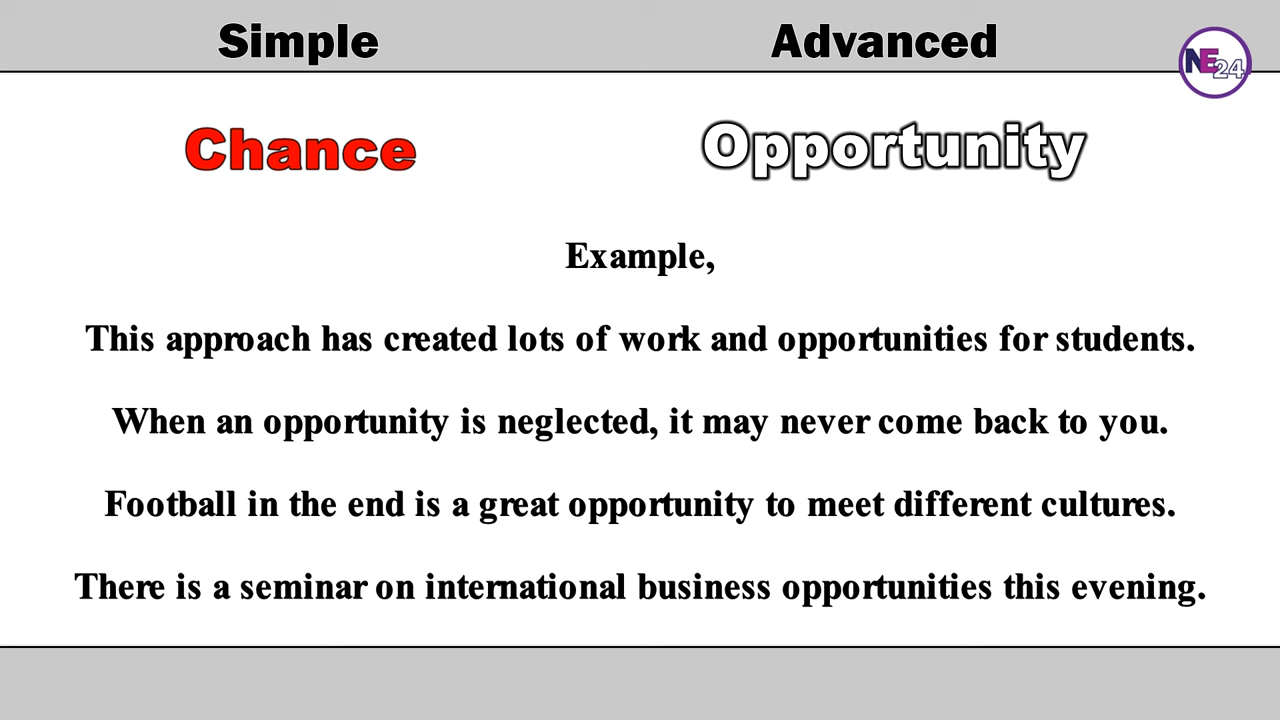 Simple Advanced
NE24
Chance Opportunity
Example,
This approach has created lots of work and opportunities for students.
When an opportunity is neglected, it may never come back to you.
Football in the end is a great opportunity to meet different cultures.
There is a seminar on international business opportunities this evening.